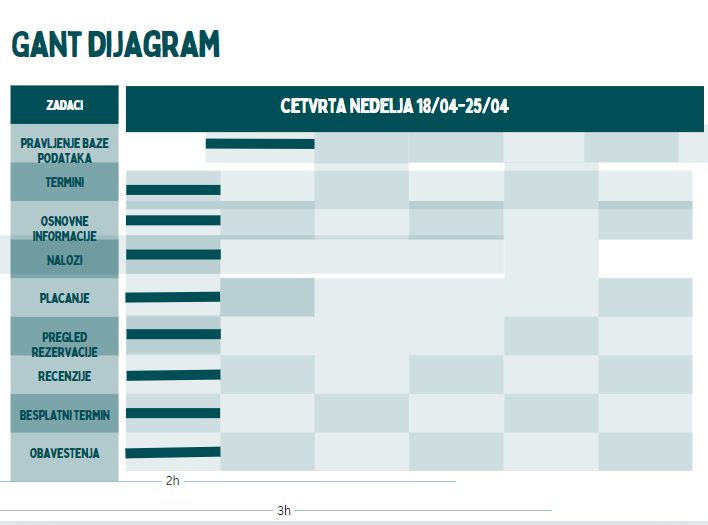 GANT DIJAGRAM
ZADACI
CETVRTA NEDELJA 18/04-25/04
PRAVLJENJE BAZE
PODATAKA
TERMINI
OSNOVNE
INFORMACIJE
NALOZI
PLACANJE
PREGLED
REZERVACIJE
RECENZIJE
BESPLATNI TERMIN
OBAVESTENJA
2h
3h